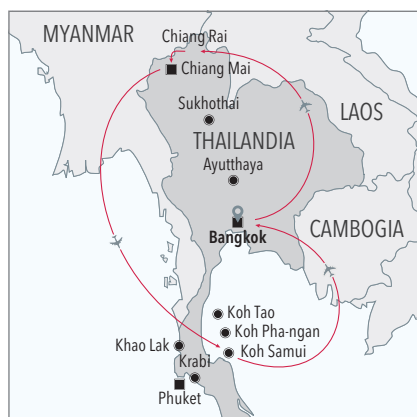 MYANMAR
Chiang Rai
Chiang Mai
Sukhothai
LAOS
THAILANDIA
Ayutthaya
CAMBOGIA
Bangkok
Koh Tao
Koh Pha-ngan
Khao Lak
Koh Samui
Krabi
Phuket